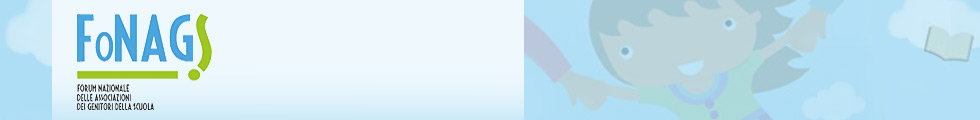 FoNAGS
FORUM NAZIONALE
DELLE ASSOCIAZIONI
DEI GENITORI DELLA SCUOLA